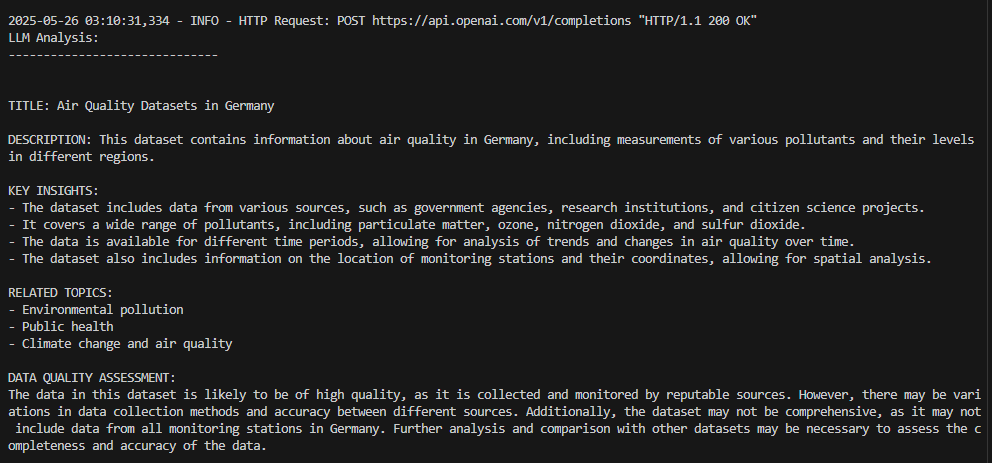 2025-05-26 03:10:31,334 - INFO - HTTP Request: POST https://api.openai.com/v1/completions "HTTP/1.1 200 OK"
LLM Analysis:
------------------------------
TITLE: Air Quality Datasets in Germany
DESCRIPTION: This dataset contains information about air quality in Germany, including measurements of various pollutants and their levels
in different regions.
KEY INSIGHTS:
- The dataset includes data from various sources, such as government agencies, research institutions, and citizen science projects.
- It covers a wide range of pollutants, including particulate matter, ozone, nitrogen dioxide, and sulfur dioxide.
- The data is available for different time periods, allowing for analysis of trends and changes in air quality over time.
- The dataset also includes information on the location of monitoring stations and their coordinates, allowing for spatial analysis.
RELATED TOPICS:
- Environmental pollution
- Public health
- Climate change and air quality
DATA QUALITY ASSESSMENT:
The data in this dataset is likely to be of high quality, as it is collected and monitored by reputable sources. However, there may be vari
ations in data collection methods and accuracy between different sources. Additionally, the dataset may not be comprehensive, as it may not
 include data from all monitoring stations in Germany. Further analysis and comparison with other datasets may be necessary to assess the c
ompleteness and accuracy of the data.